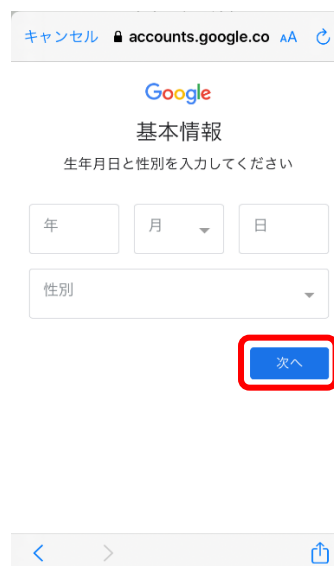 キャンセル accounts.google.co AA
Google
基本情報
生年月日と性別を入力してください
年 月 日
性別
次へ